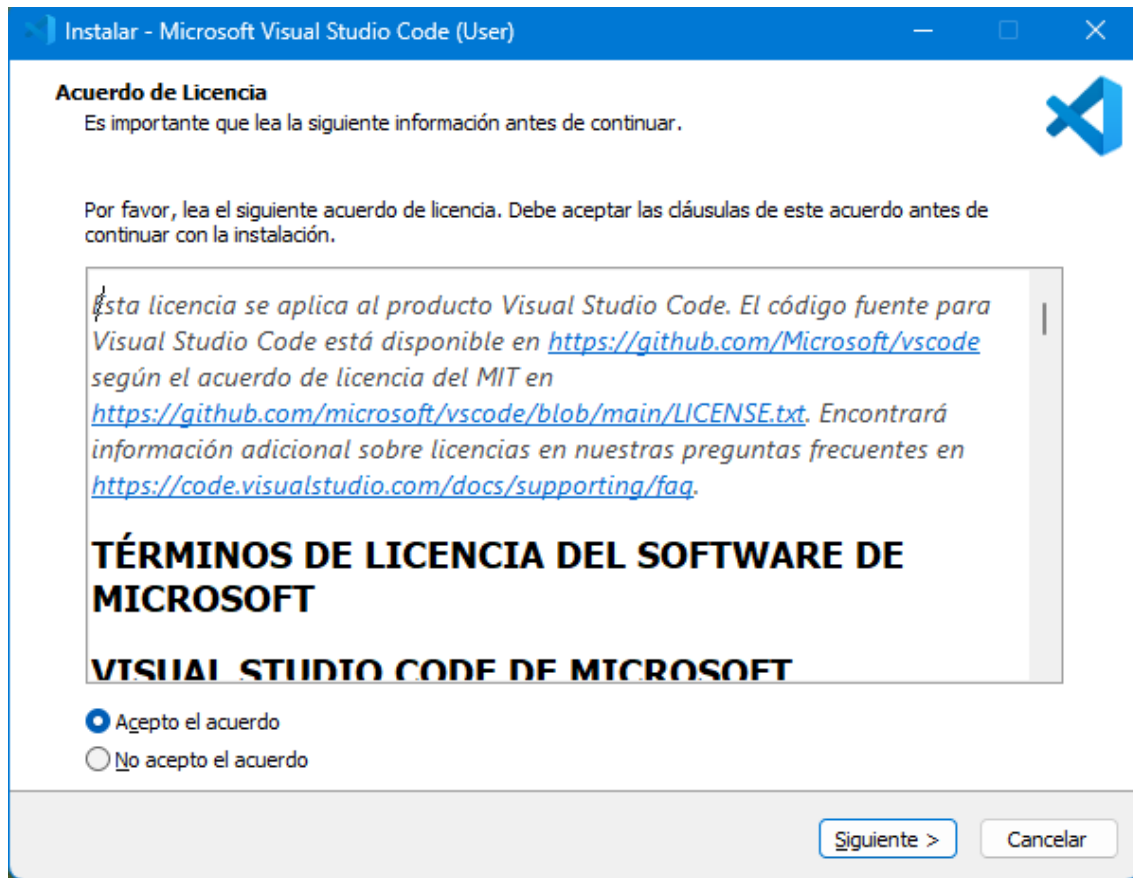 Instalar - Microsoft Visual Studio Code (User)
Acuerdo de Licencia
Es importante que lea la siguiente información antes de continuar.
Por favor, lea el siguiente acuerdo de licencia. Debe aceptar las cláusulas de este acuerdo antes de
continuar con la instalación.
Esta licencia se aplica al producto Visual Studio Code. El código fuente para
Visual Studio Code está disponible en https://github.com/Microsoft/vscode
según el acuerdo de licencia del MIT en
https://github.com/microsoft/vscode/blob/main/LICENSE.txt. Encontrará
información adicional sobre licencias en nuestras preguntas frecuentes en
https://code.visualstudio.com/docs/supporting/faq.
TÉRMINOS DE LICENCIA DEL SOFTWARE DE
MICROSOFT
VISUAL STUDIO CODE DE MICROSOFT
Acepto el acuerdo
No acepto el acuerdo
Siguiente >
Cancelar